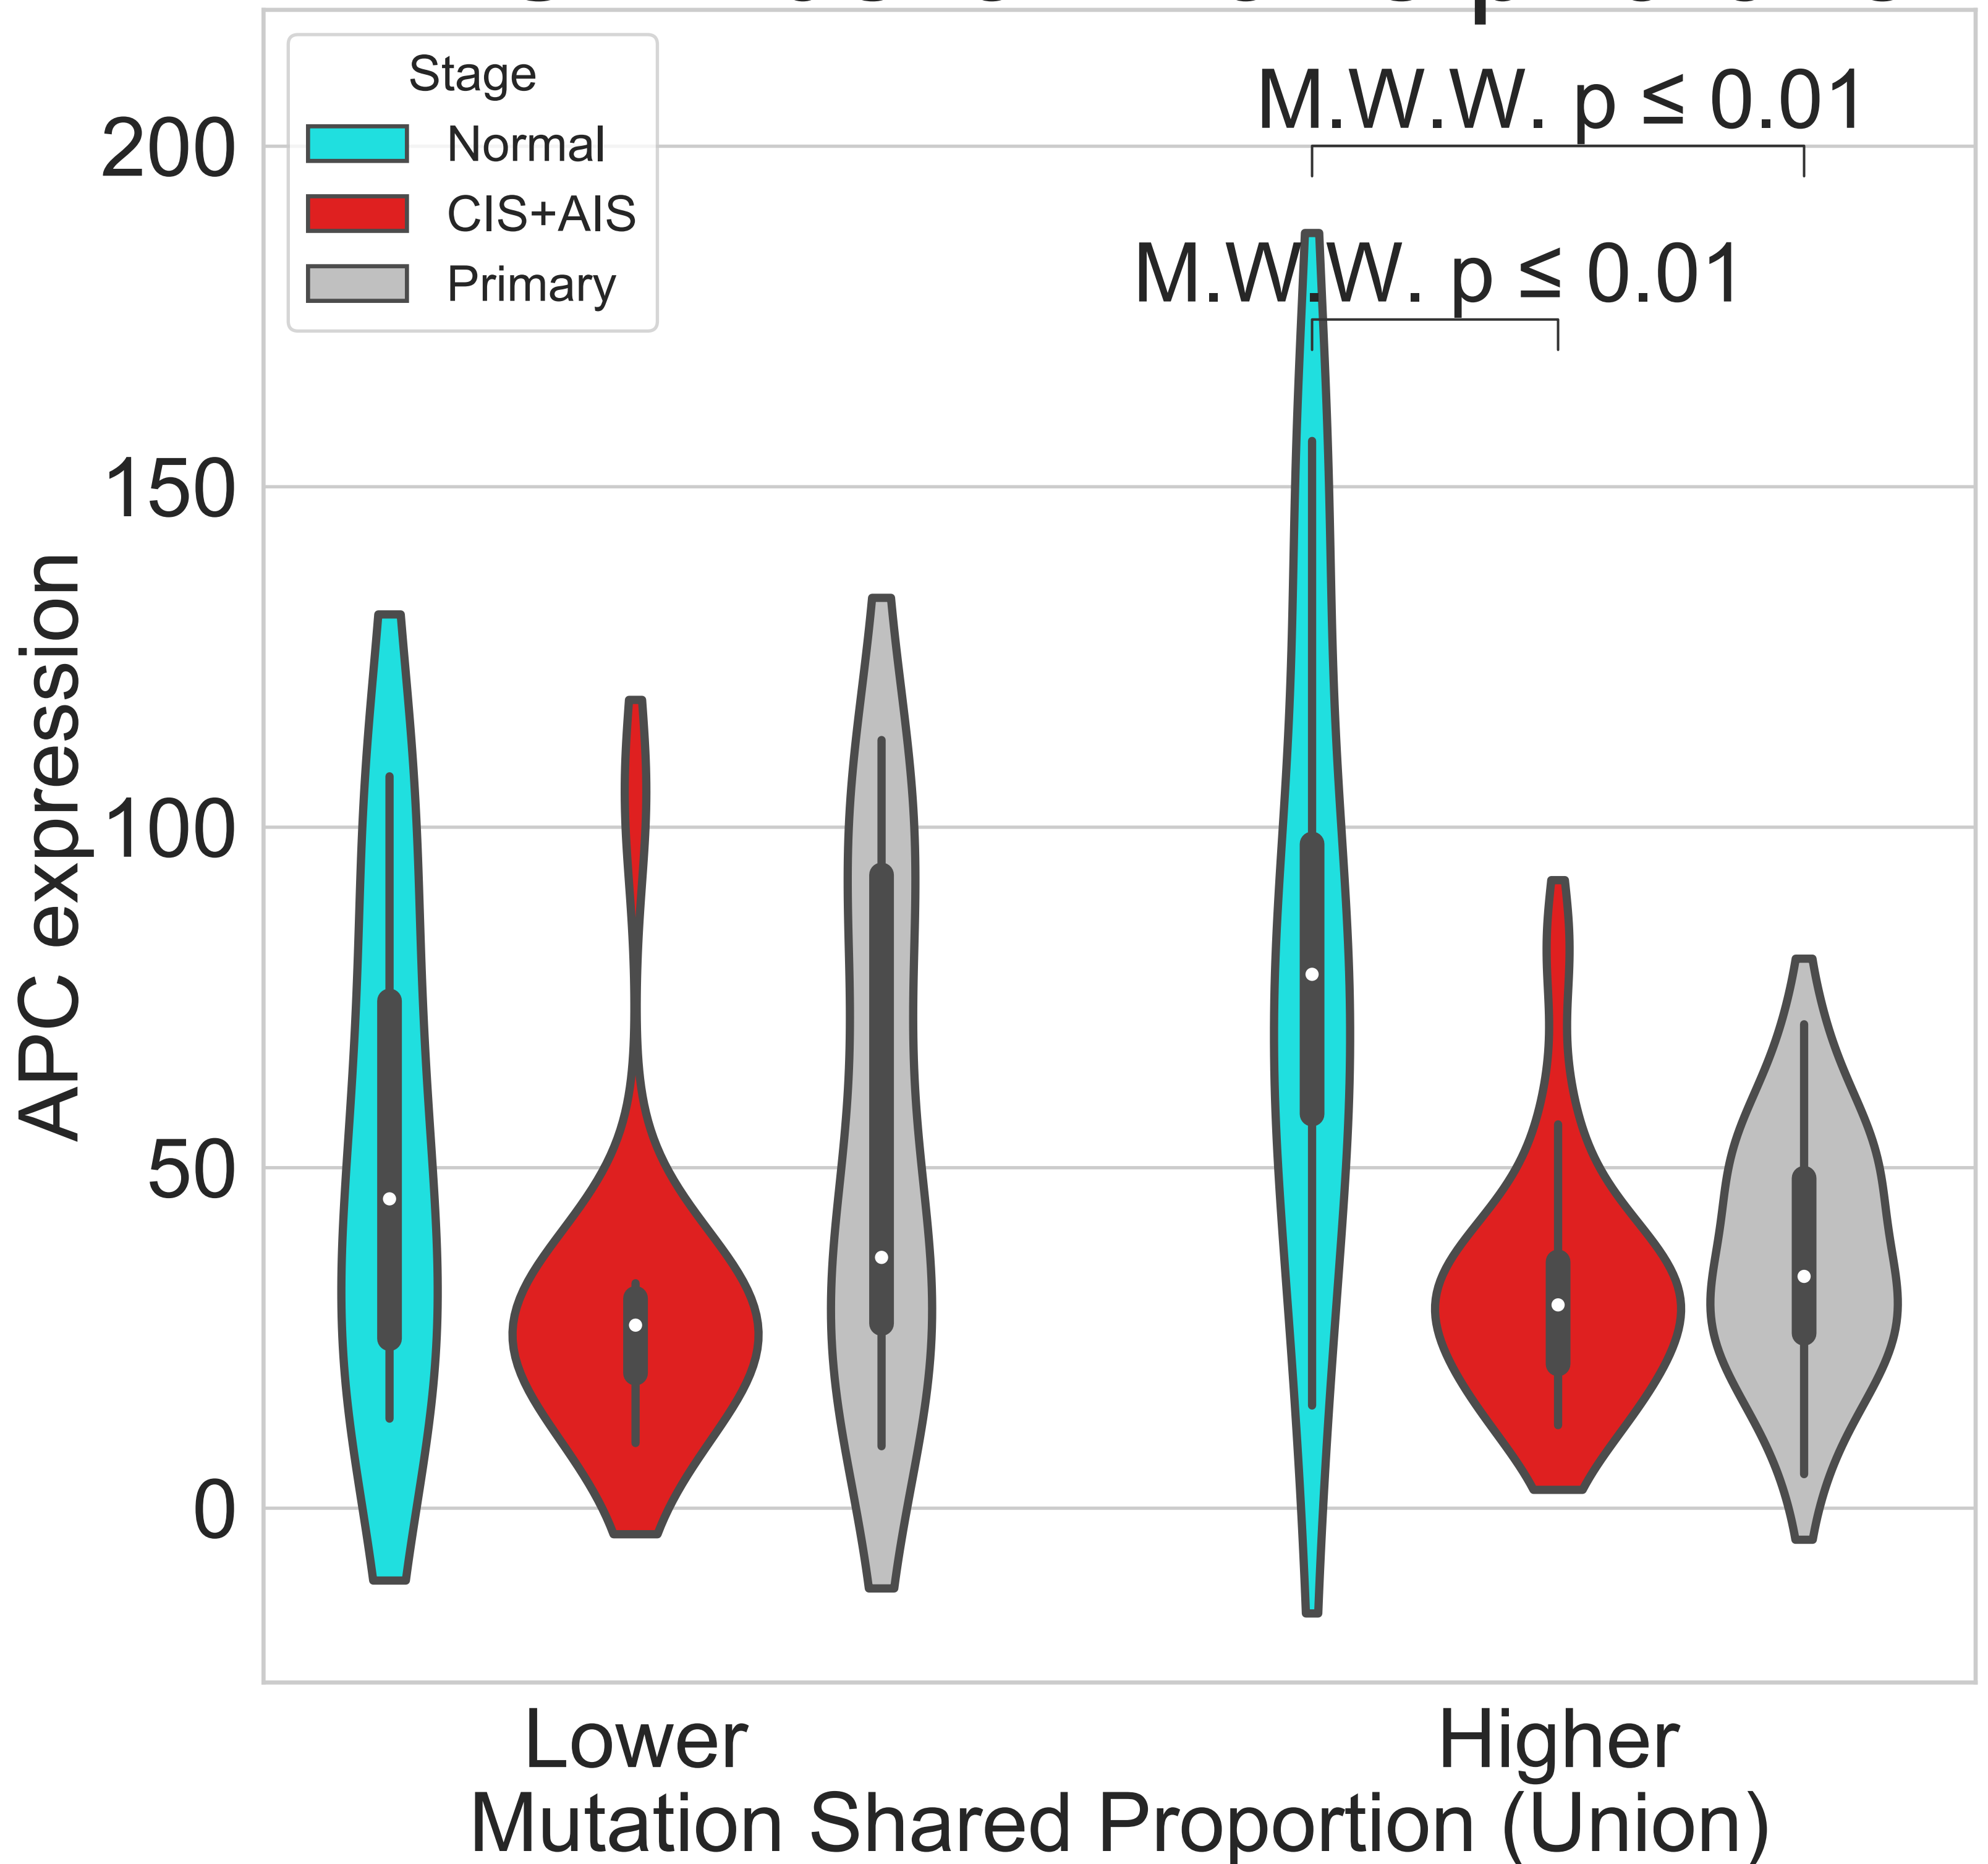 Stage
Normal
CIS+AIS
Primary
M.W.W. p ≤ 0.01
M.W.W. p ≤ 0.01
200
150
100
50
0
APC expression
Lower
Higher
Mutation Shared Proportion (Union)